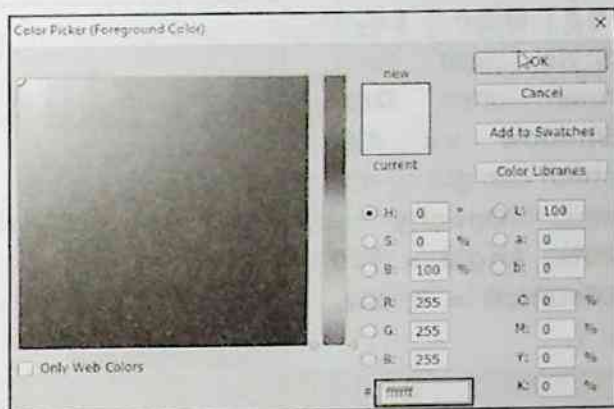 Color Picker (Foreground Color)
new
OK
Cancel
Add to Swatches
current
Color Libraries
H: 0 °
L: 100
S: 0 %
a: 0
B: 100 %
b: 0
R: 255
C: 0 %
G: 255
M: 0 %
B: 255
Y: 0 %
# ffffff
K: 0 %
Only Web Colors